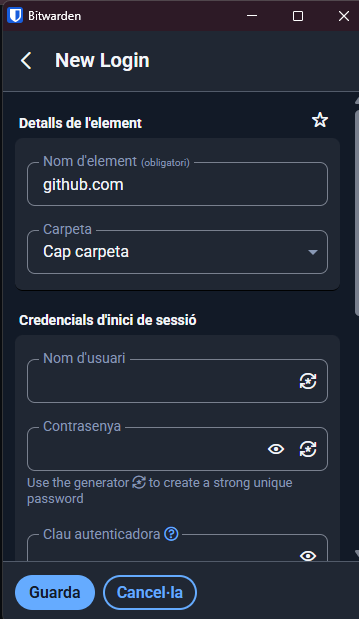 Bitwarden
New Login
Detalls de l'element
Nom d'element (obligatori)
github.com
Carpeta
Cap carpeta
Credencials d'inici de sessió
Nom d'usuari
Contrasenya
Use the generator to create a strong unique
password
Clau autenticadora
Guarda
Cancel·la